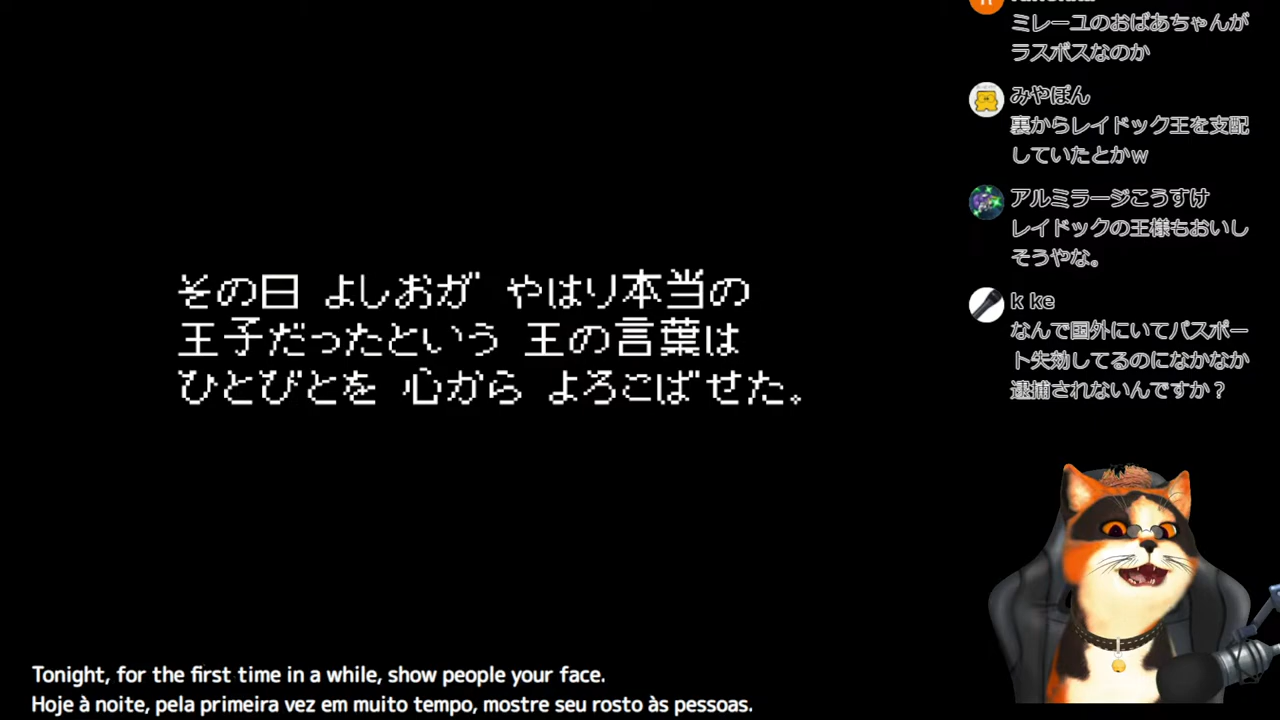 その日 よしおが やはり本当の
王子だったという 王の言葉は
ひとびとを 心から よろこばせた。
ミレーユのおばあちゃんが
ラスボスなのか
みやぼん
裏からレイドック王を支配
していたとかw
アルミラージこうすけ
レイドックの王様もおいし
そうやな。
k ke
なんで国外にいてパスポー
ト失効してるのになかなか
逮捕されないんですか？
Tonight, for the first time in a while, show people your face.
Hoje à noite, pela primeira vez em muito tempo, mostre seu rosto às pessoas.